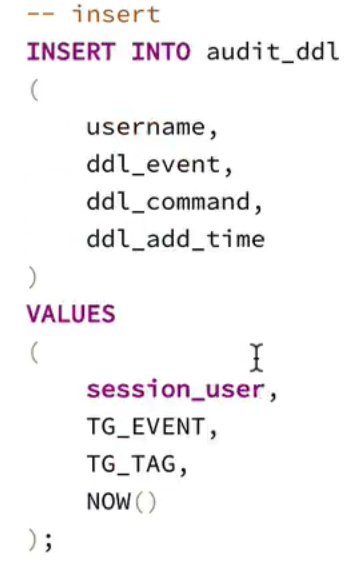 -- insert
INSERT INTO audit_ddl
(
username,
ddl_event,
ddl_command,
ddl_add_time
)
VALUES
(
session_user,
TG_EVENT,
TG_TAG,
NOW()
);